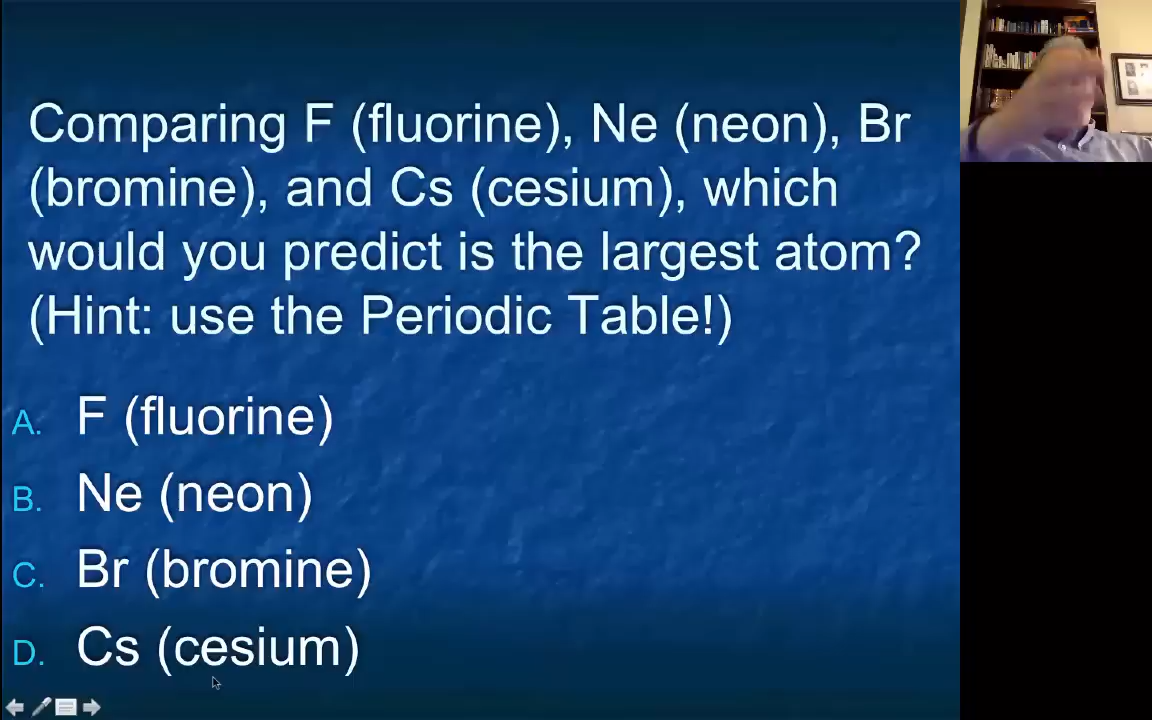 Comparing F (fluorine), Ne (neon), Br
(bromine), and Cs (cesium), which
would you predict is the largest atom?
(Hint: use the Periodic Table!)
A. F (fluorine)
B. Ne (neon)
C. Br (bromine)
D. Cs (cesium)